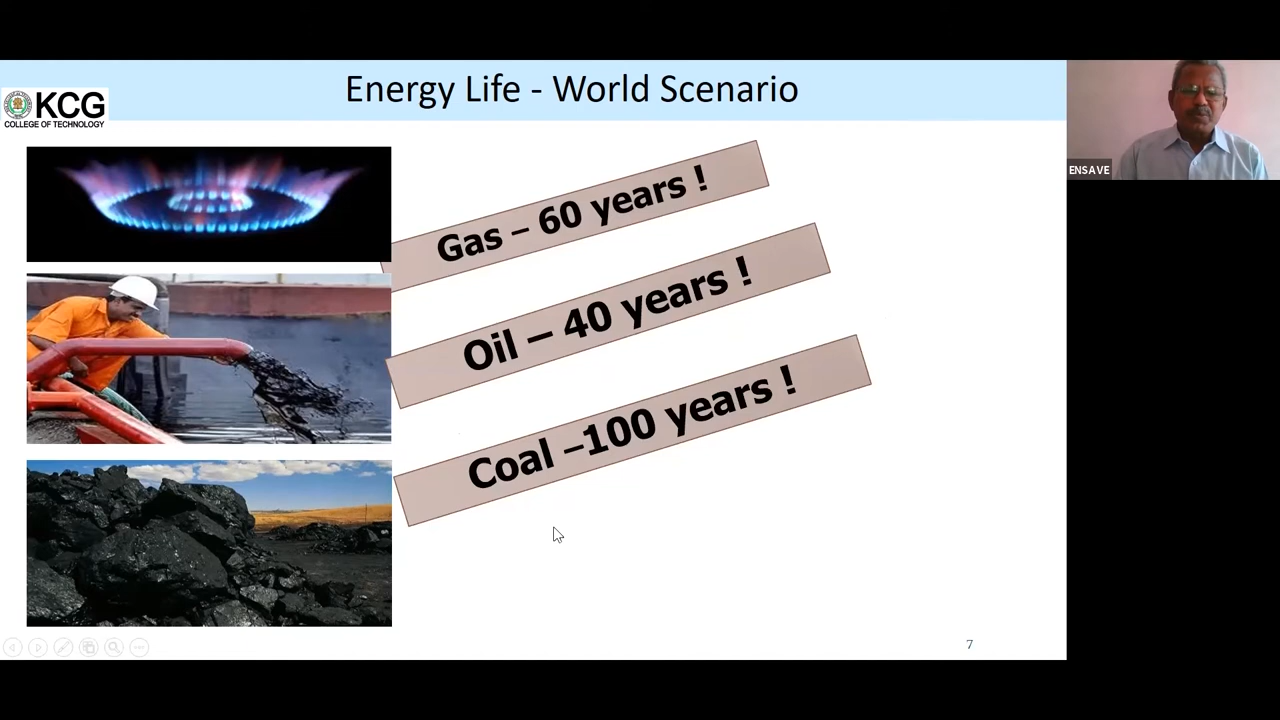 Energy Life - World Scenario
KCG
COLLEGE OF TECHNOLOGY
ENSAVE
Gas – 60 years !
Oil – 40 years !
Coal –100 years !
7